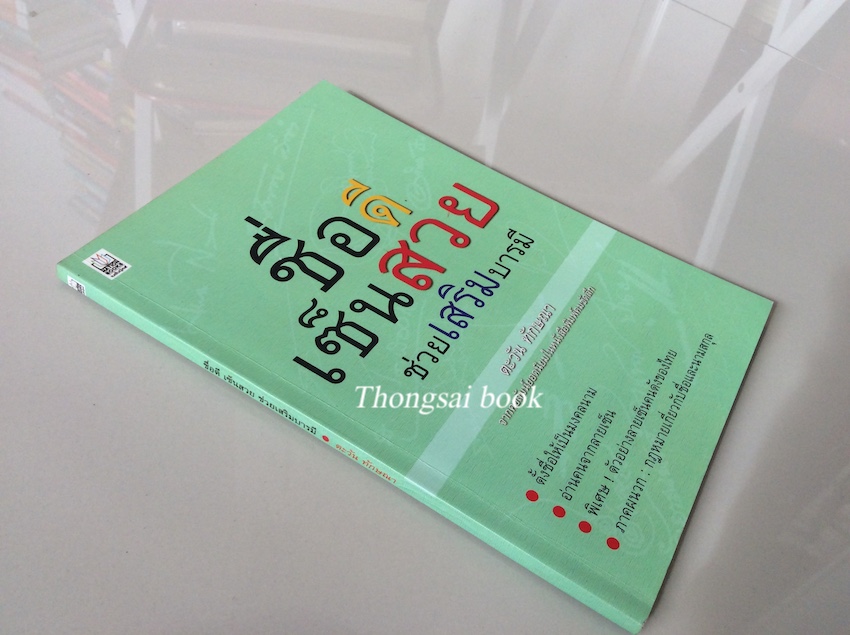 ชื่อดี
เซ็นสวย
ช่วยเสริมบารมี
ตะวัน ทักษณา
ตั้งชื่อให้เป็นมงคลนาม
อ่านคนจากลายเซ็น
พิเศษ ! ตัวอย่างลายเซ็นคนดังของไทย
ภาคผนวก : กฎหมายเกี่ยวกับชื่อและนามสกุล
ชื่อดี เซ็นสวย ช่วยเสริมบารมี ● ตะวัน ทักษณา
Thongsai book